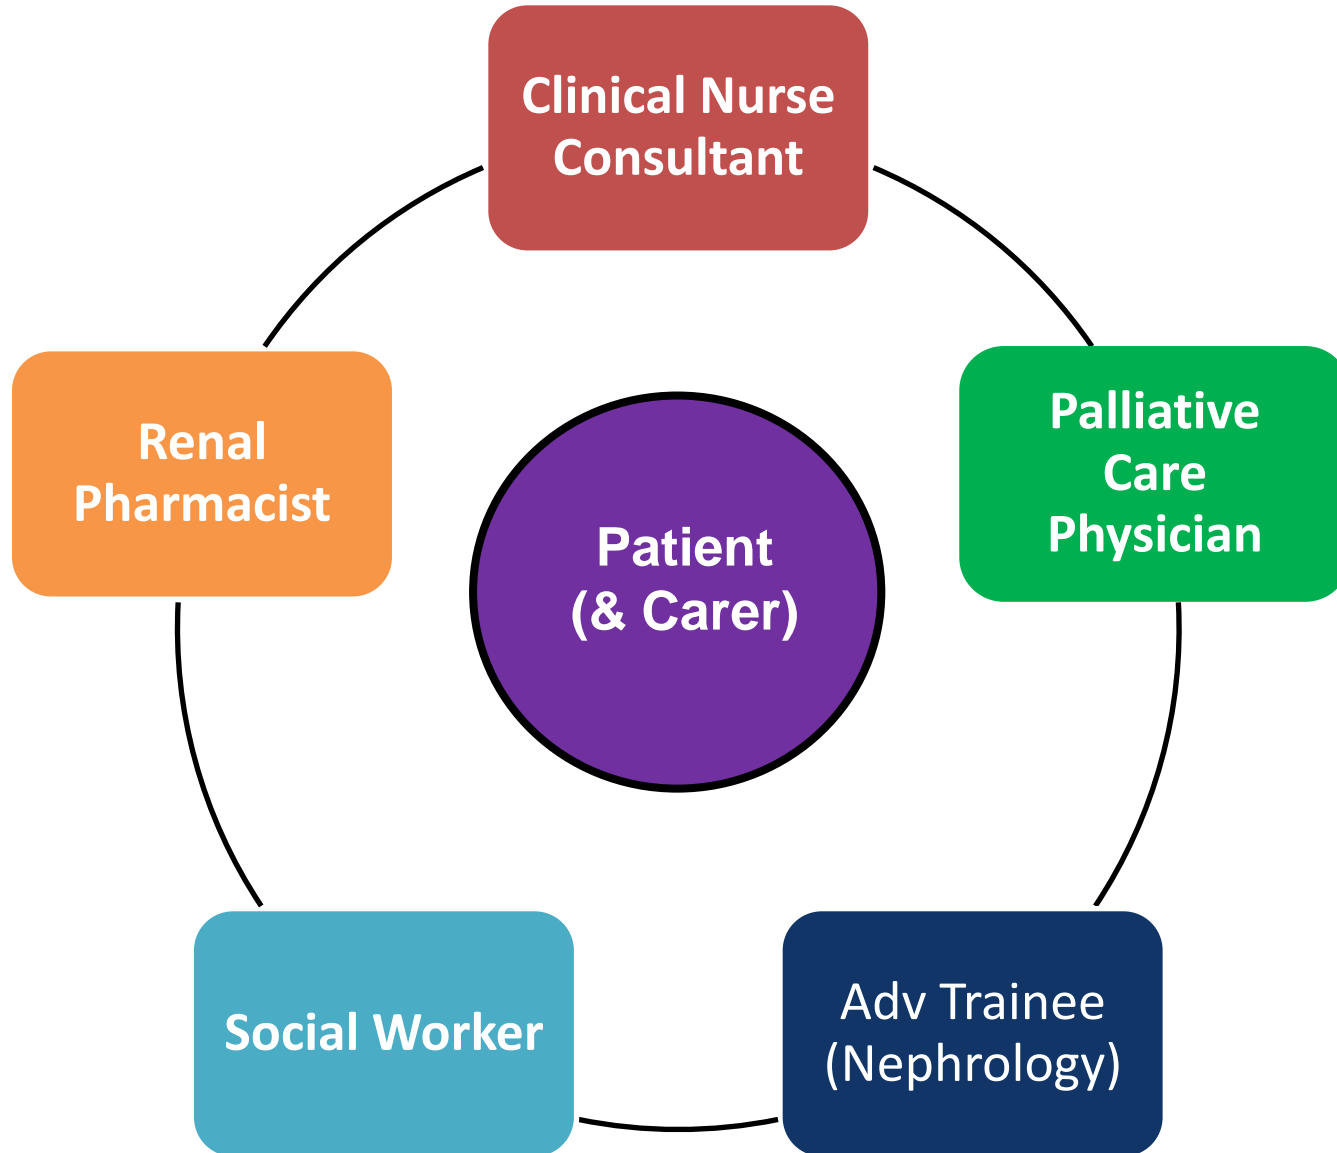 Clinical Nurse
Consultant
Renal
Pharmacist
Palliative
Care
Physician
Patient
(& Carer)
Social Worker
Adv Trainee
(Nephrology)